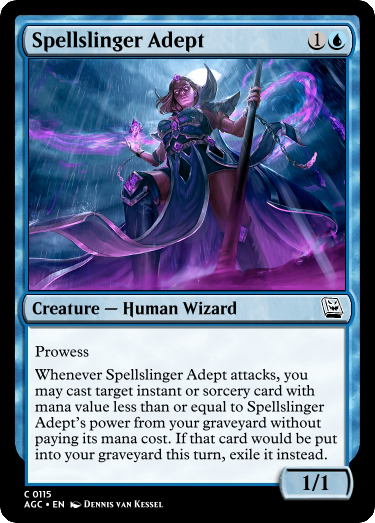 Spellslinger Adept 1
Creature — Human Wizard
Prowess
Whenever Spellslinger Adept attacks, you
may cast target instant or sorcery card with
mana value less than or equal to Spellslinger
Adept's power from your graveyard without
paying its mana cost. If that card would be put
into your graveyard this turn, exile it instead.
1/1
C 0115
AGC • EN Dennis van Kessel